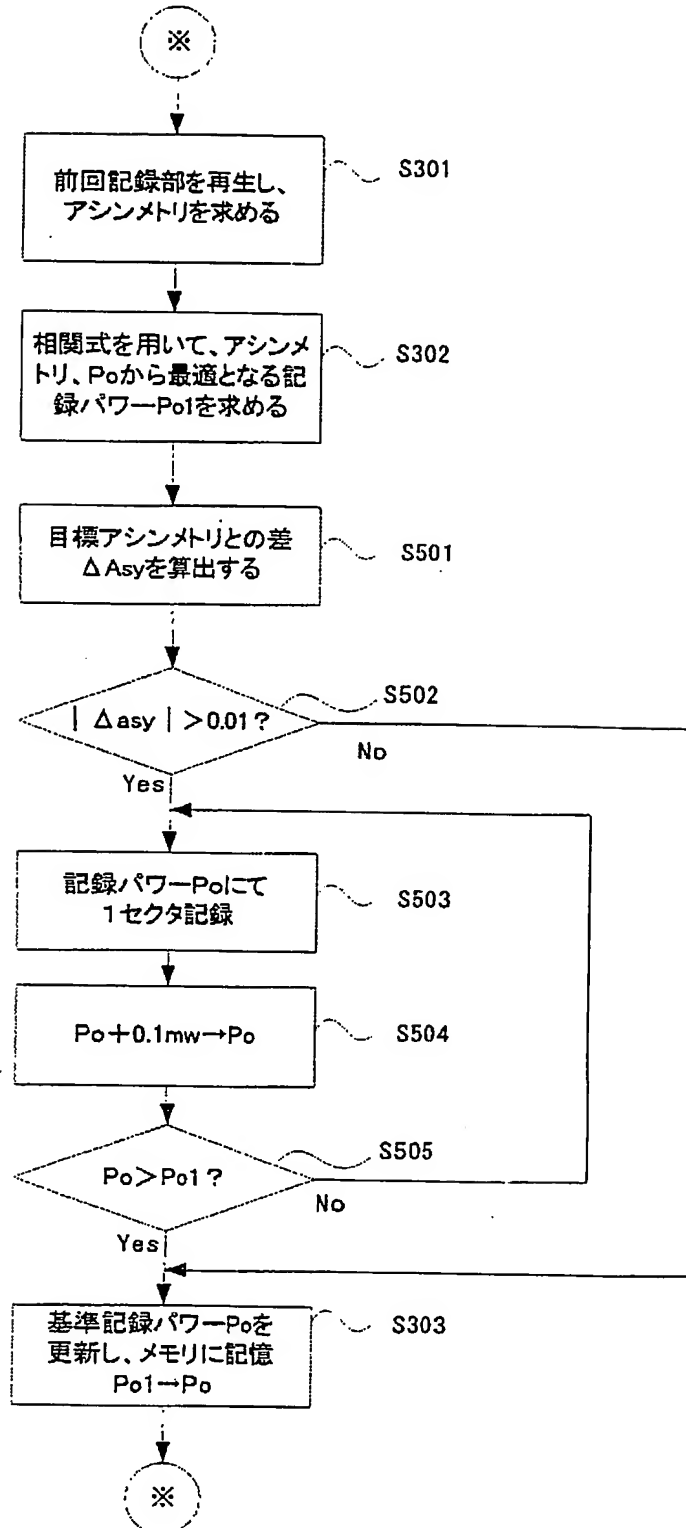 ※
前回記録部を再生し、
アシンメトリを求める
S301
相関式を用いて、アシンメ
トリ、Poから最適となる記
録パワーPo1を求める
S302
目標アシンメトリとの差
ΔAsyを算出する
S501
| Δasy | >0.01?
S502
No
Yes
記録パワーPoにて
1セクタ記録
S503
Po+0.1mw→Po
S504
Po>Po1?
S505
No
Yes
基準記録パワーPoを
更新し、メモリに記憶
Po1→Po
S303
※